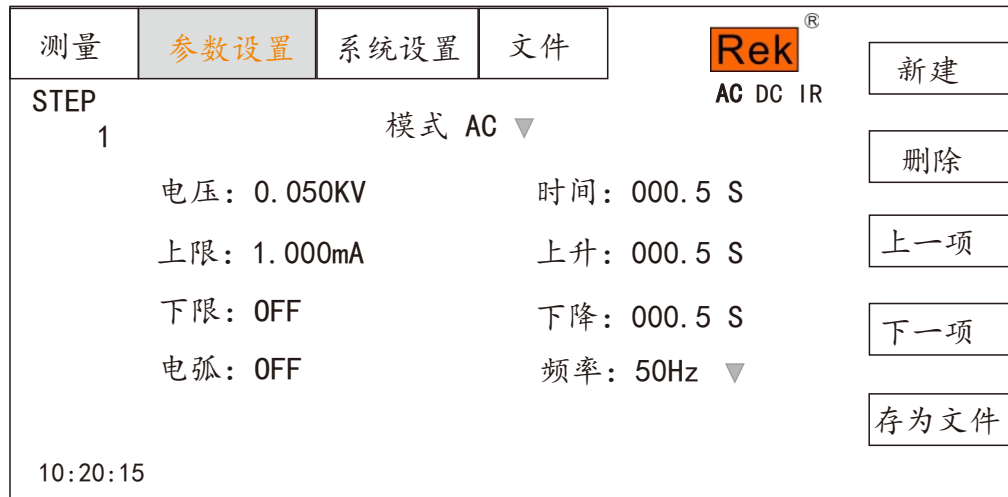 测量 参数设置 系统设置 文件 Rek ®
AC DC IR
新建
STEP
1
模式 AC ▼
删除
电压: 0.050KV 时间: 000.5 S
上限: 1.000mA 上升: 000.5 S
上一项
下限: OFF 下降: 000.5 S
下一项
电弧: OFF 频率: 50Hz ▼
存为文件
10:20:15